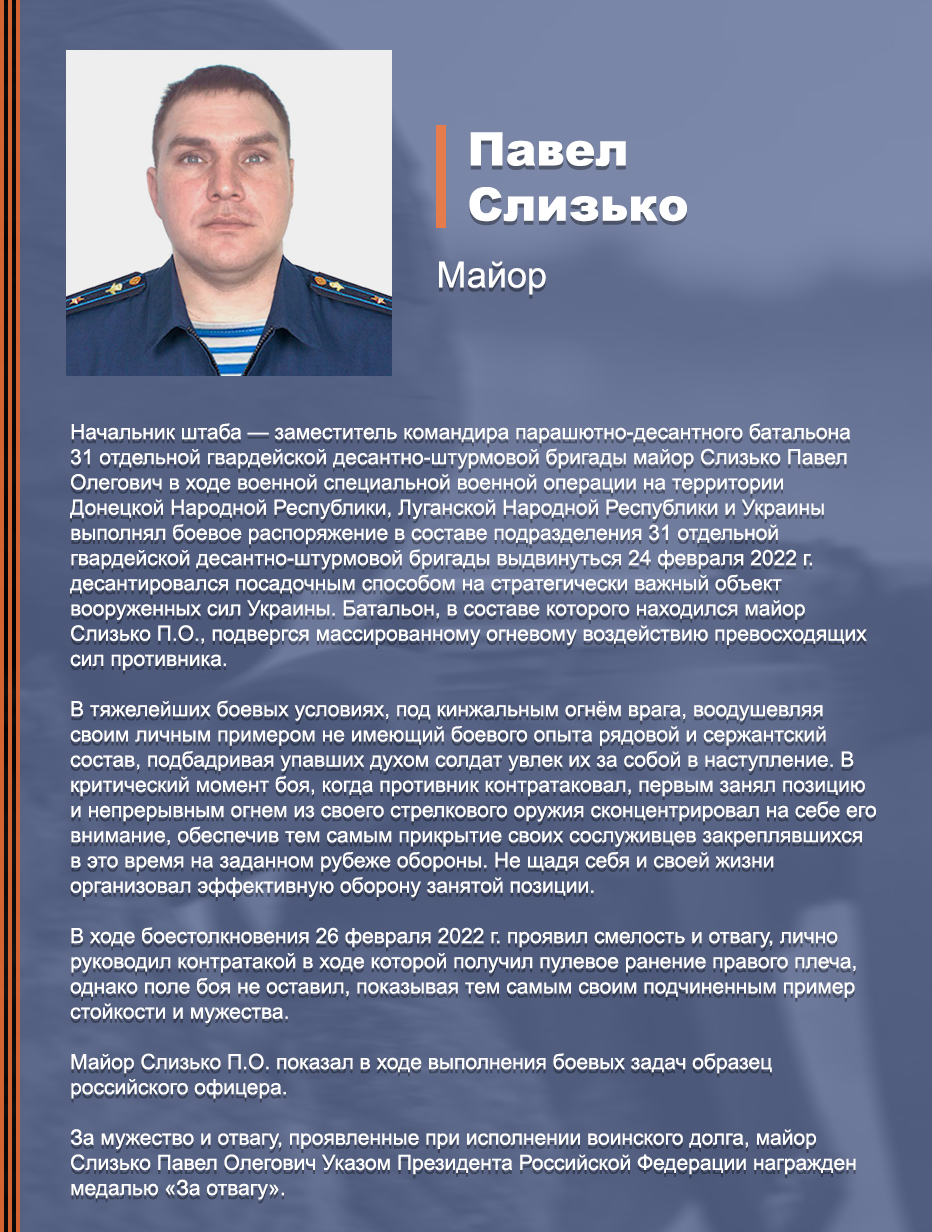 Павел
Слизько
Майор
Начальник штаба — заместитель командира парашютно-десантного батальона
31 отдельной гвардейской десантно-штурмовой бригады майор Слизько Павел
Олегович в ходе военной специальной военной операции на территории
Донецкой Народной Республики, Луганской Народной Республики и Украины
выполнял боевое распоряжение в составе подразделения 31 отдельной
гвардейской десантно-штурмовой бригады выдвинуться 24 февраля 2022 г.
десантировался посадочным способом на стратегически важный объект
вооруженных сил Украины. Батальон, в составе которого находился майор
Слизько П.О., подвергся массированному огневому воздействию превосходящих
сил противника.
В тяжелейших боевых условиях, под кинжальным огнём врага, воодушевляя
своим личным примером не имеющий боевого опыта рядовой и сержантский
состав, подбадривая упавших духом солдат увлек их за собой в наступление. В
критический момент боя, когда противник контратаковал, первым занял позицию
и непрерывным огнем из своего стрелкового оружия сконцентрировал на себе его
внимание, обеспечив тем самым прикрытие своих сослуживцев закреплявшихся
в это время на заданном рубеже обороны. Не щадя себя и своей жизни
организовал эффективную оборону занятой позиции.
В ходе боестолкновения 26 февраля 2022 г. проявил смелость и отвагу, лично
руководил контратакой в ходе которой получил пулевое ранение правого плеча,
однако поле боя не оставил, показывая тем самым своим подчиненным пример
стойкости и мужества.
Майор Слизько П.О. показал в ходе выполнения боевых задач образец
российского офицера.
За мужество и отвагу, проявленные при исполнении воинского долга, майор
Слизько Павел Олегович Указом Президента Российской Федерации награжден
медалью «За отвагу».